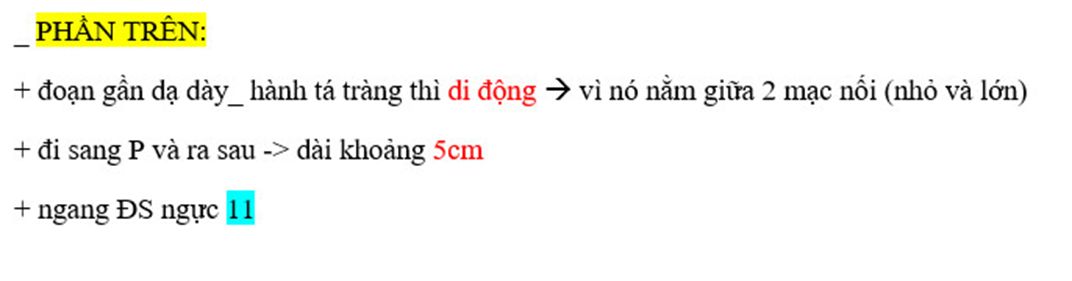 _ PHẦN TRÊN:
+ đoạn gần dạ dày_ hành tá tràng thì di động → vì nó nằm giữa 2 mạc nối (nhỏ và lớn)
+ đi sang P và ra sau -> dài khoảng 5cm
+ ngang ĐS ngực 11